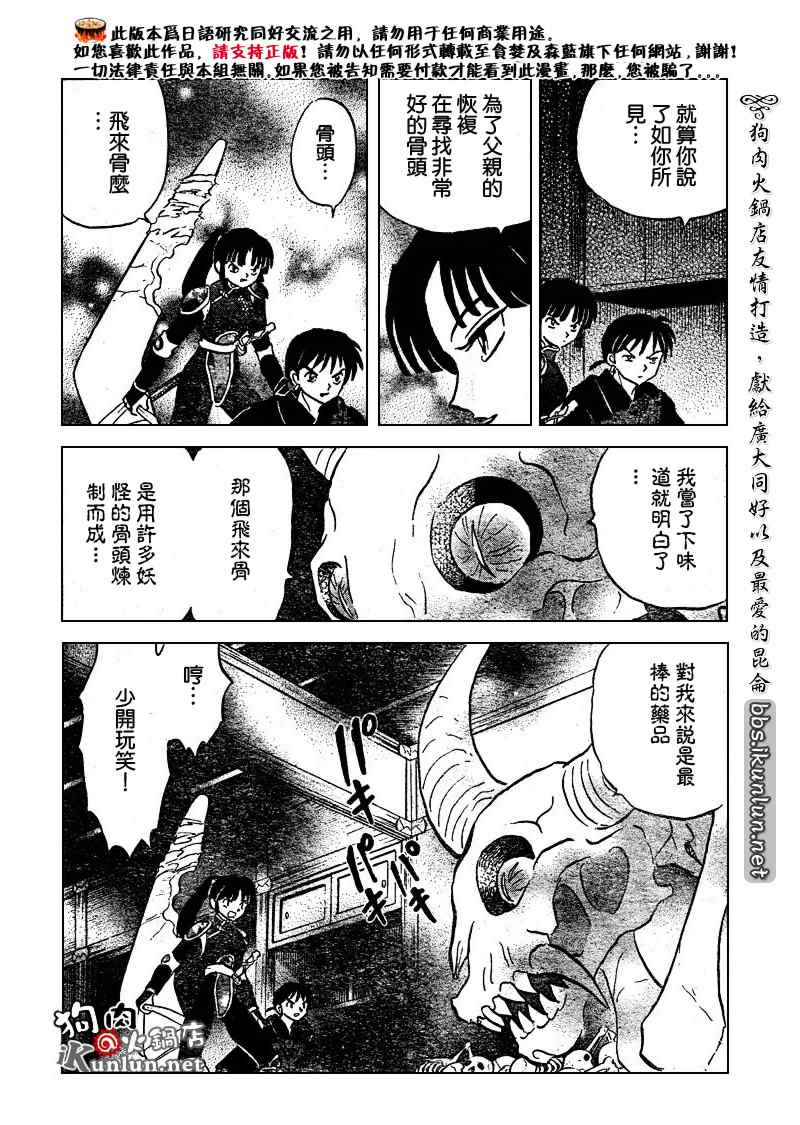 此版本爲日語研究同好交流之用，請勿用于任何商業用途。
如您喜歡此作品，請支持正版！請勿以任何形式轉載至貪婪及森藍旗下任何網站，謝謝！
一切法律責任與本組無關。如果您被告知需要付款才能看到此漫畫，那麼，您被騙了。。。
就算你說
了如你所
見…
為了父親的
恢複
在尋找非常
好的骨頭
骨頭…
飛來骨麼
…
我嘗了下味
道就明白了
…
那個飛來骨
是用許多妖
怪的骨頭煉
制而成…
對我來說是最
棒的藥品
パキ
パキ
哼…
少開玩笑！
狗肉火鍋店友情打造，獻給廣大同好以及最愛的昆侖
bbs.ikunlun.net
狗肉@火鍋店
iKunlun.net